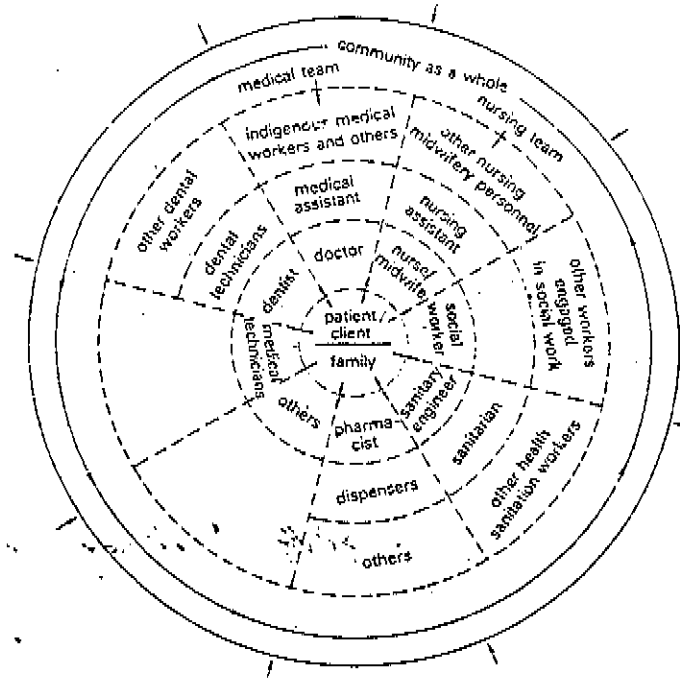 community as a whole
medical team
nursing team
indigenour medical
workers and others
other nursing
midwifery personnal
other dental
workers
medical
assistant
nursing
assistant
dental
technicians
doctor
nurse/
midwife
dentist
social
worker
other workers
engaged
in social work
patient
client
family
medical
technicians
others
pharma-
cist
sanitary
engineer
sanitarian
other health
sanitation workers
dispensers
others